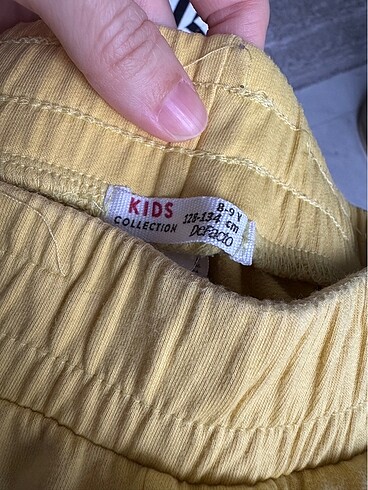 KIDS
COLLECTION
8-9 Y
128-134 cm
DeFacto